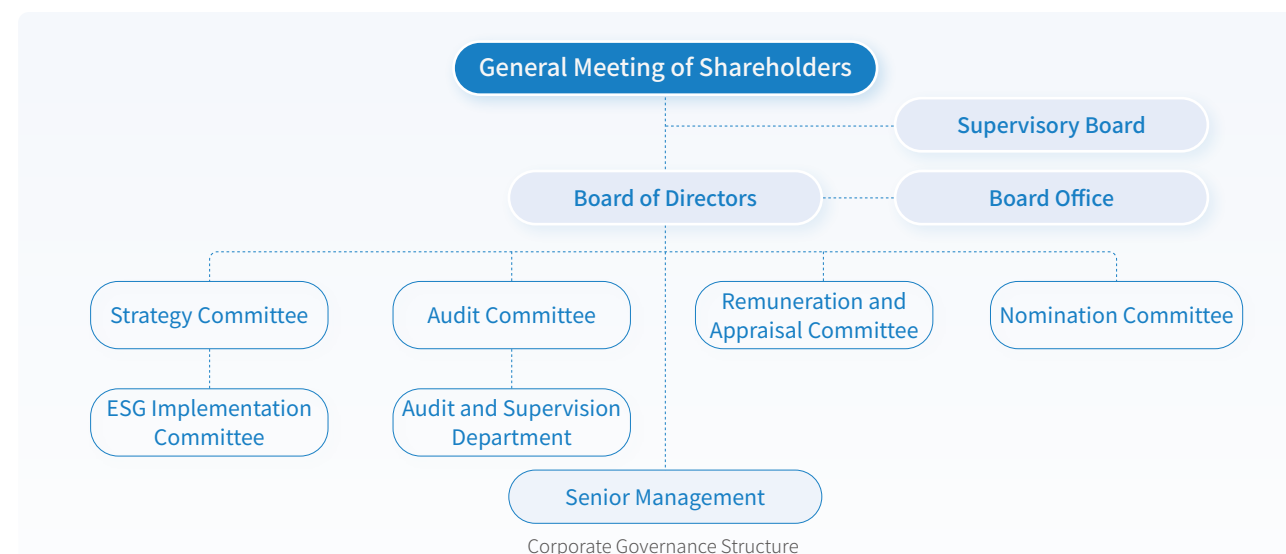 General Meeting of Shareholders
Supervisory Board
Board of Directors
Board Office
Strategy Committee
Audit Committee
Remuneration and
Appraisal Committee
Nomination Committee
ESG Implementation
Committee
Audit and Supervision
Department
Senior Management
Corporate Governance Structure